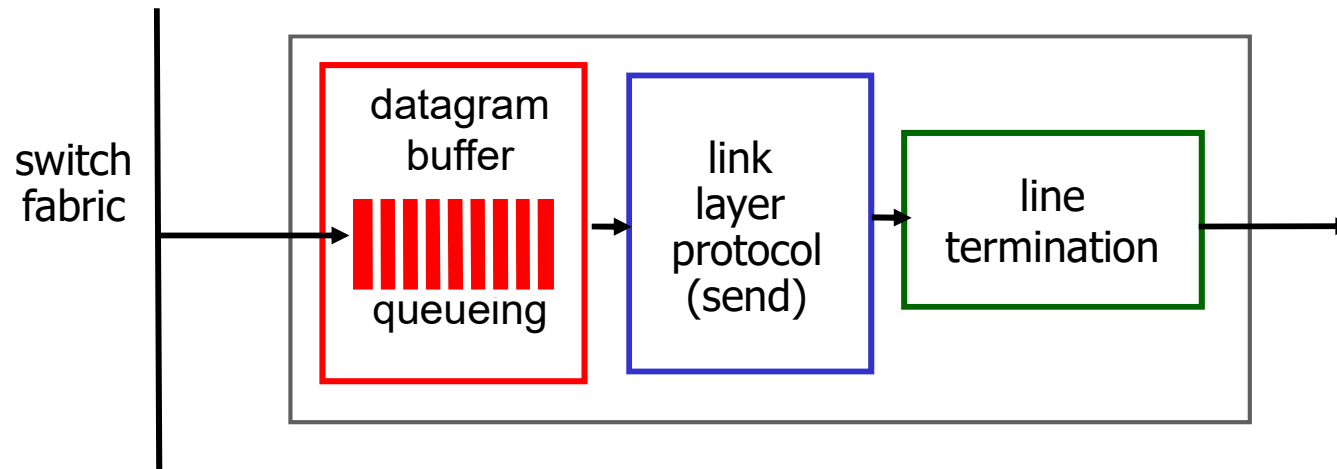 switch
fabric
datagram
buffer
queueing
link
layer
protocol
(send)
line
termination